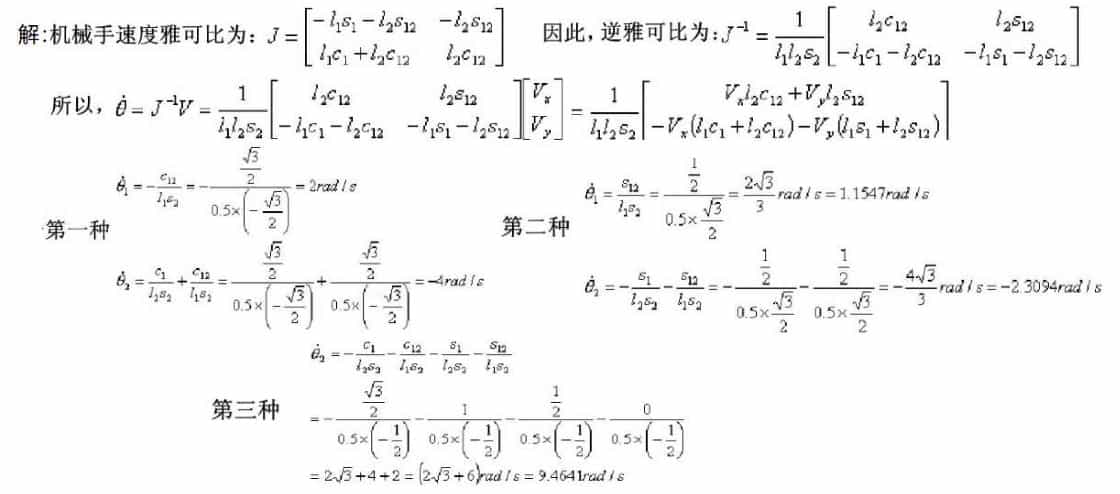 解:机械手速度雅可比为: $J=\begin{bmatrix}-l_1s_1-l_2s_{12} & -l_2s_{12}\\ l_1c_1+l_2c_{12} & l_2c_{12}\end{bmatrix}$ 因此,逆雅可比为: $J^{-1}=\frac{1}{l_1l_2s_2}\begin{bmatrix}l_2c_{12} & l_2s_{12}\\ -l_1c_1-l_2c_{12} & -l_1s_1-l_2s_{12}\end{bmatrix}$
所以, $\dot{\theta}=J^{-1}V=\frac{1}{l_1l_2s_2}\begin{bmatrix}l_2c_{12} & l_2s_{12}\\ -l_1c_1-l_2c_{12} & -l_1s_1-l_2s_{12}\end{bmatrix}\begin{bmatrix}V_x\\ V_y\end{bmatrix}=\frac{1}{l_1l_2s_2}\begin{bmatrix}V_xl_2c_{12}+V_yl_2s_{12}\\ -V_x(l_1c_1+l_2c_{12})-V_y(l_1s_1+l_2s_{12})\end{bmatrix}$
第一种
$\dot{\theta}_1=-\frac{c_{12}}{l_1s_2}=-\frac{\frac{\sqrt{3}}{2}}{0.5\times\left(-\frac{\sqrt{3}}{2}\right)}=2rad/s$
$\dot{\theta}_2=\frac{c_1}{l_2s_2}+\frac{c_{12}}{l_1s_2}=\frac{\frac{\sqrt{3}}{2}}{0.5\times\left(-\frac{\sqrt{3}}{2}\right)}+\frac{\frac{\sqrt{3}}{2}}{0.5\times\left(-\frac{\sqrt{3}}{2}\right)}=-4rad/s$
第二种
$\dot{\theta}_1=\frac{s_{12}}{l_1s_2}=\frac{\frac{1}{2}}{0.5\times\frac{\sqrt{3}}{2}}=\frac{2\sqrt{3}}{3}rad/s=1.1547rad/s$
$\dot{\theta}_2=-\frac{s_1}{l_2s_2}-\frac{s_{12}}{l_1s_2}=-\frac{\frac{1}{2}}{0.5\times\frac{\sqrt{3}}{2}}-\frac{\frac{1}{2}}{0.5\times\frac{\sqrt{3}}{2}}=-\frac{4\sqrt{3}}{3}rad/s=-2.3094rad/s$
第三种
$\dot{\theta}_2=-\frac{c_1}{l_2s_2}-\frac{c_{12}}{l_1s_2}-\frac{s_1}{l_2s_2}-\frac{s_{12}}{l_1s_2}$
$=-\frac{\frac{\sqrt{3}}{2}}{0.5\times\left(-\frac{1}{2}\right)}-\frac{1}{0.5\times\left(-\frac{1}{2}\right)}-\frac{\frac{1}{2}}{0.5\times\left(-\frac{1}{2}\right)}-\frac{0}{0.5\times\left(-\frac{1}{2}\right)}$
$=2\sqrt{3}+4+2=(2\sqrt{3}+6)rad/s=9.4641rad/s$